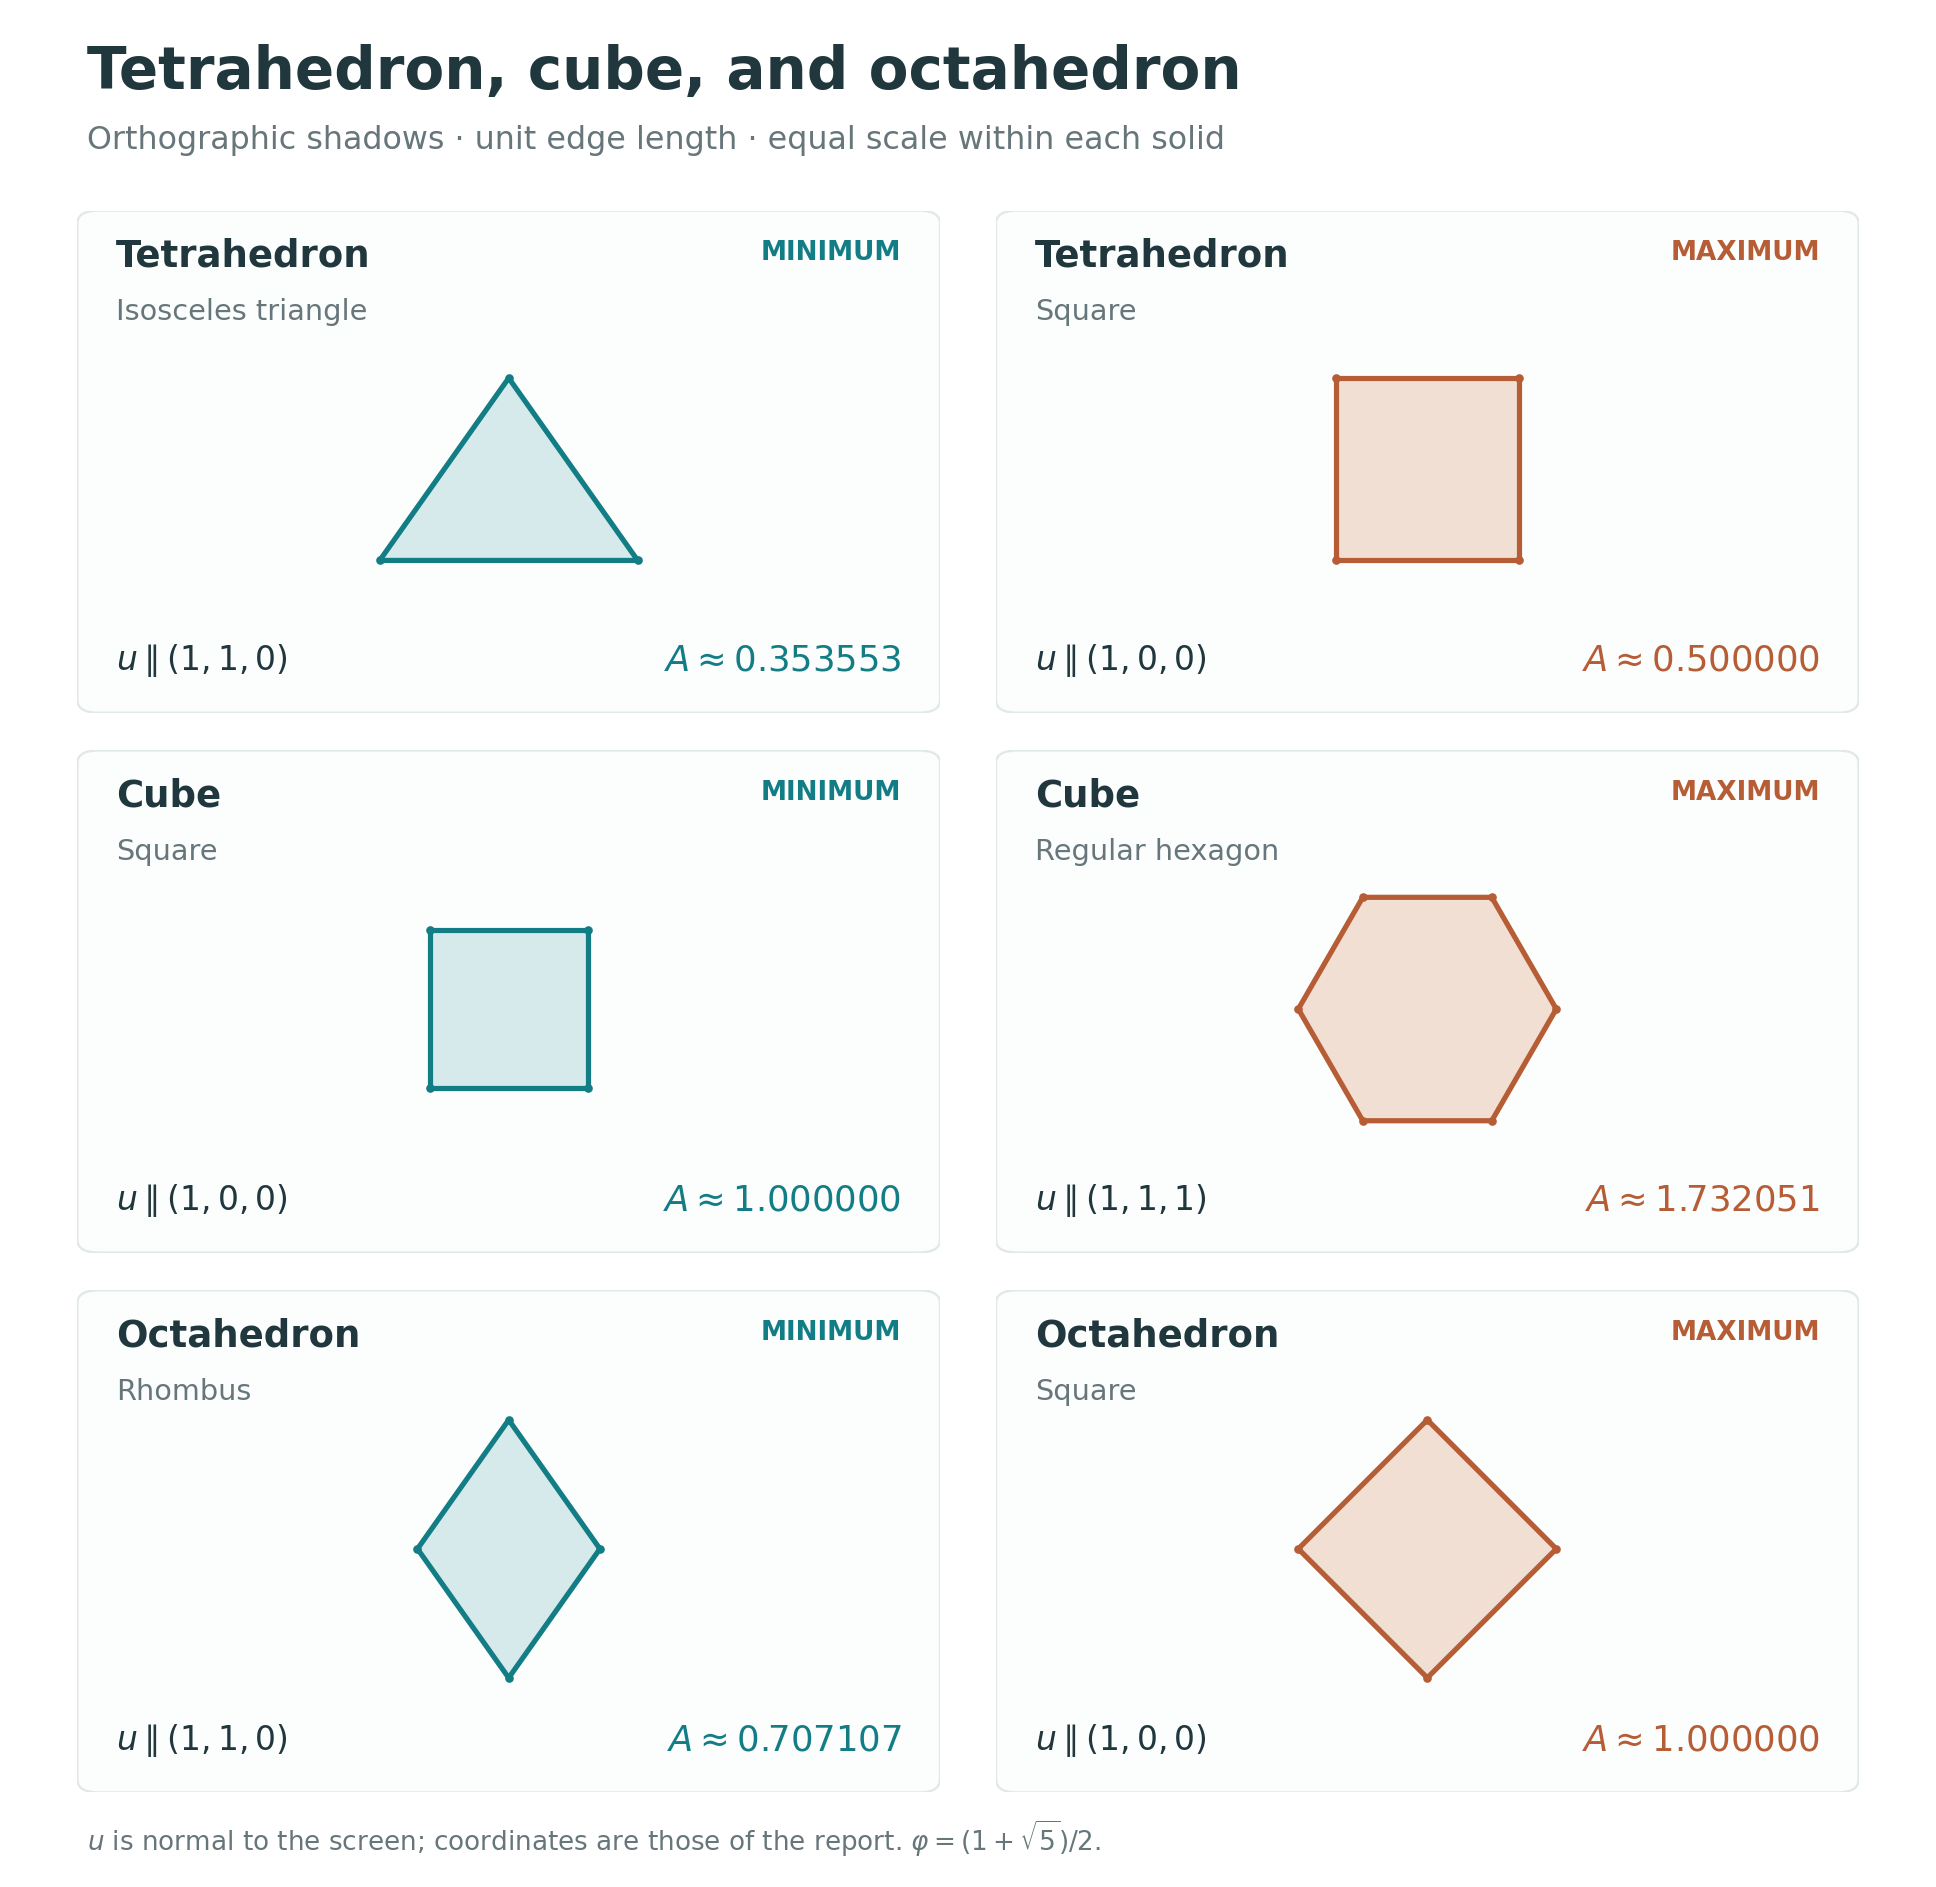 Tetrahedron, cube, and octahedron
Orthographic shadows · unit edge length · equal scale within each solid
Tetrahedron
MINIMUM
Isosceles triangle
u ∥ (1, 1, 0)
A ≈ 0.353553
Tetrahedron
MAXIMUM
Square
u ∥ (1, 0, 0)
A ≈ 0.500000
Cube
MINIMUM
Square
u ∥ (1, 0, 0)
A ≈ 1.000000
Cube
MAXIMUM
Regular hexagon
u ∥ (1, 1, 1)
A ≈ 1.732051
Octahedron
MINIMUM
Rhombus
u ∥ (1, 1, 0)
A ≈ 0.707107
Octahedron
MAXIMUM
Square
u ∥ (1, 0, 0)
A ≈ 1.000000
u is normal to the screen; coordinates are those of the report. φ = (1 + √5)/2.